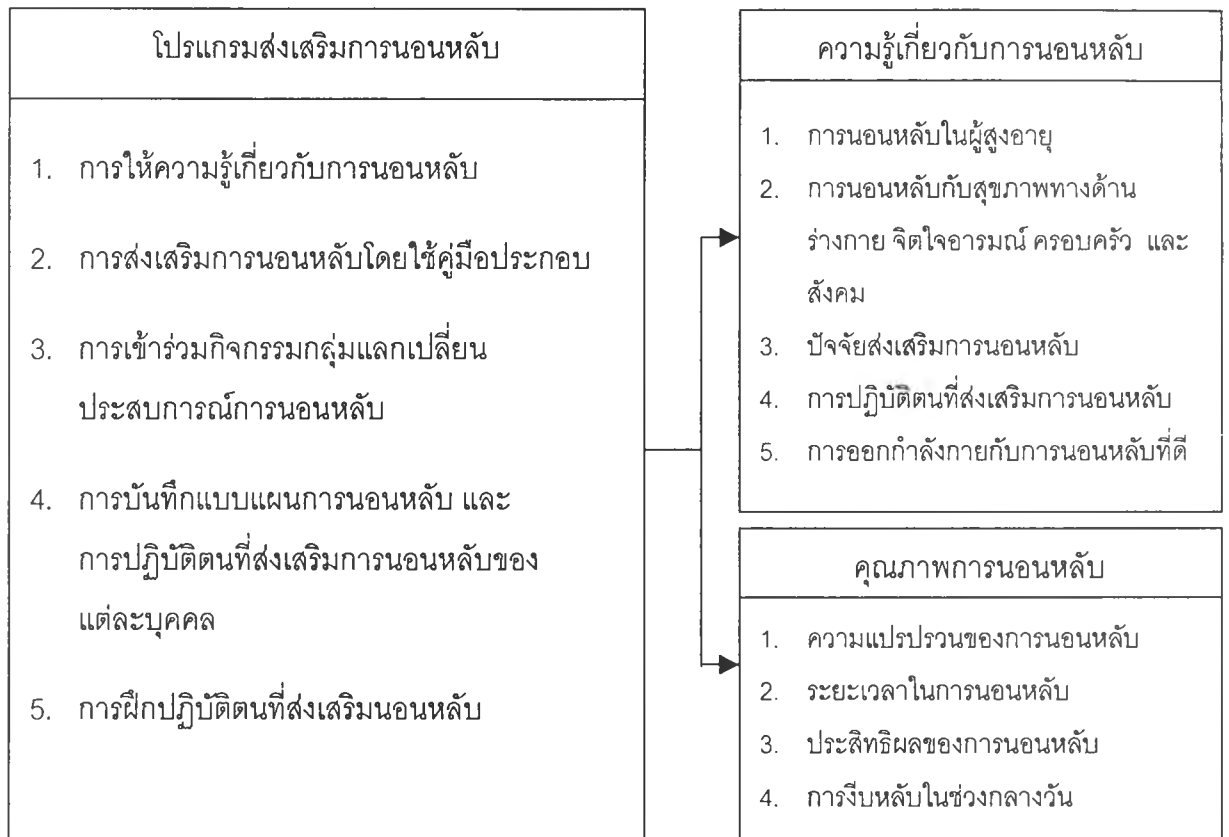 โปรแกรมส่งเสริมการนอนหลับ
1. การให้ความรู้เกี่ยวกับการนอนหลับ
2. การส่งเสริมการนอนหลับโดยใช้คู่มือประกอบ
3. การเข้าร่วมกิจกรรมกลุ่มแลกเปลี่ยน
ประสบการณ์การนอนหลับ
4. การบันทึกแบบแผนการนอนหลับ และ
การปฏิบัติตนที่ส่งเสริมการนอนหลับของ
แต่ละบุคคล
5. การฝึกปฏิบัติตนที่ส่งเสริมนอนหลับ
ความรู้เกี่ยวกับการนอนหลับ
1. การนอนหลับในผู้สูงอายุ
2. การนอนหลับกับสุขภาพทางด้าน
ร่างกาย จิตใจอารมณ์ ครอบครัว และ
สังคม
3. ปัจจัยส่งเสริมการนอนหลับ
4. การปฏิบัติตนที่ส่งเสริมการนอนหลับ
5. การออกกำลังกายกับการนอนหลับที่ดี
คุณภาพการนอนหลับ
1. ความแปรปรวนของการนอนหลับ
2. ระยะเวลาในการนอนหลับ
3. ประสิทธิผลของการนอนหลับ
4. การงีบหลับในช่วงกลางวัน